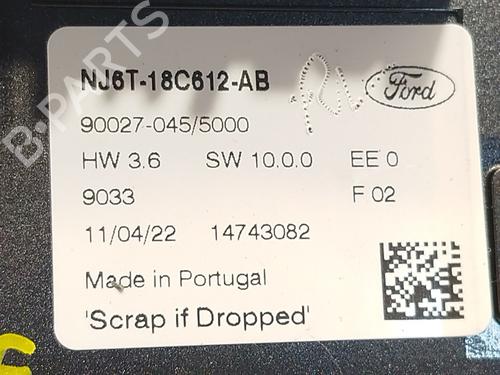 NJ6T-18C612-AB
Ford
90027-045/5000
HW 3.6 SW 10.0.0 EE 0
9033 F 02
11/04/22 14743082
Made in Portugal
'Scrap if Dropped'
B-PARTS